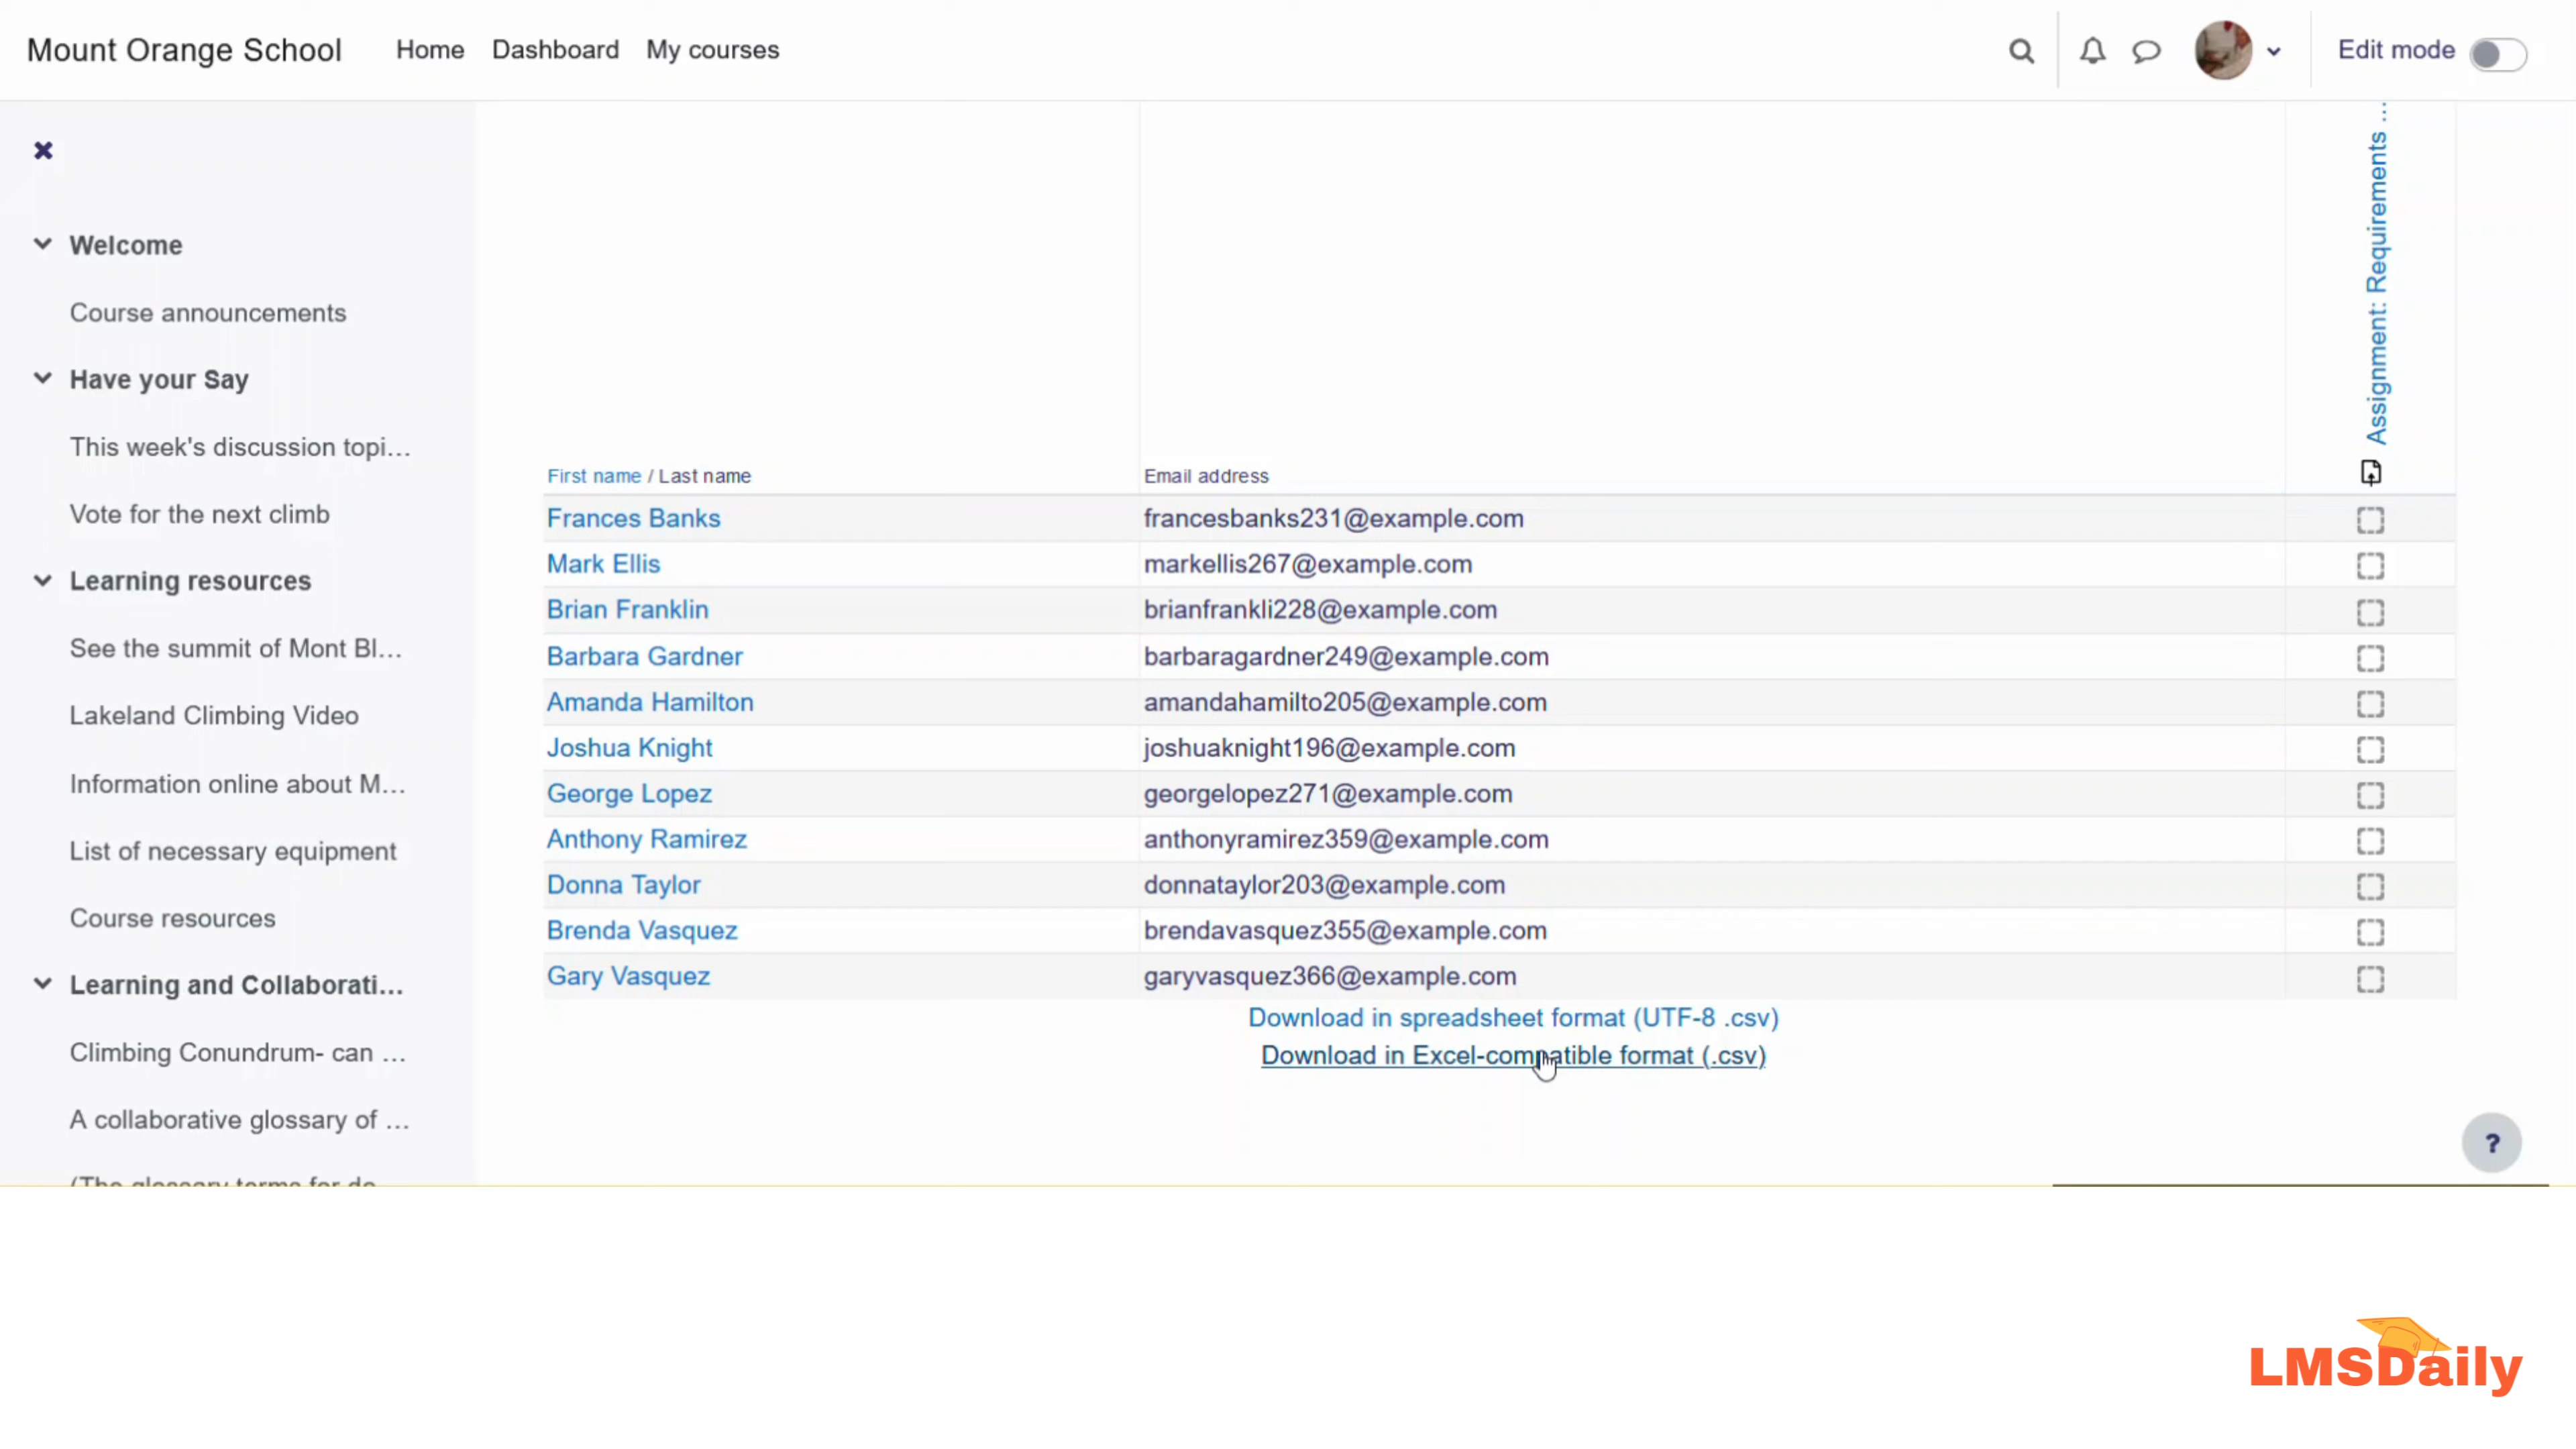 Mount Orange School Home Dashboard My courses Edit mode
Welcome
Course announcements
Have your Say
This week's discussion topi...
Vote for the next climb
Learning resources
See the summit of Mont Bl...
Lakeland Climbing Video
Information online about M...
List of necessary equipment
Course resources
Learning and Collaborati...
Climbing Conundrum- can ...
A collaborative glossary of ...
(The glossary terms for do
Assignment: Requirements ...
First name / Last name Email address
Frances Banks francesbanks231@example.com
Mark Ellis markellis267@example.com
Brian Franklin brianfrankli228@example.com
Barbara Gardner barbaragardner249@example.com
Amanda Hamilton amandahamilto205@example.com
Joshua Knight joshuaknight196@example.com
George Lopez georgelopez271@example.com
Anthony Ramirez anthonyramirez359@example.com
Donna Taylor donnataylor203@example.com
Brenda Vasquez brendavasquez355@example.com
Gary Vasquez garyvasquez366@example.com
Download in spreadsheet format (UTF-8 .csv)
Download in Excel-compatible format (.csv)
?
LMSDaily